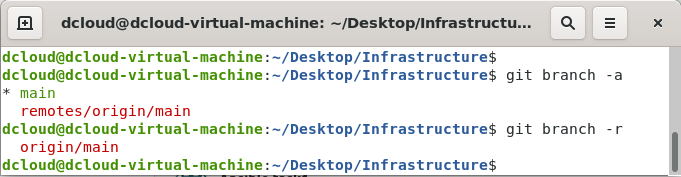 dcloud@dcloud-virtual-machine: ~/Desktop/Infrastructu...
dcloud@dcloud-virtual-machine:~/Desktop/Infrastructure$
dcloud@dcloud-virtual-machine:~/Desktop/Infrastructure$ git branch -a
* main
  remotes/origin/main
dcloud@dcloud-virtual-machine:~/Desktop/Infrastructure$ git branch -r
  origin/main
dcloud@dcloud-virtual-machine:~/Desktop/Infrastructure$